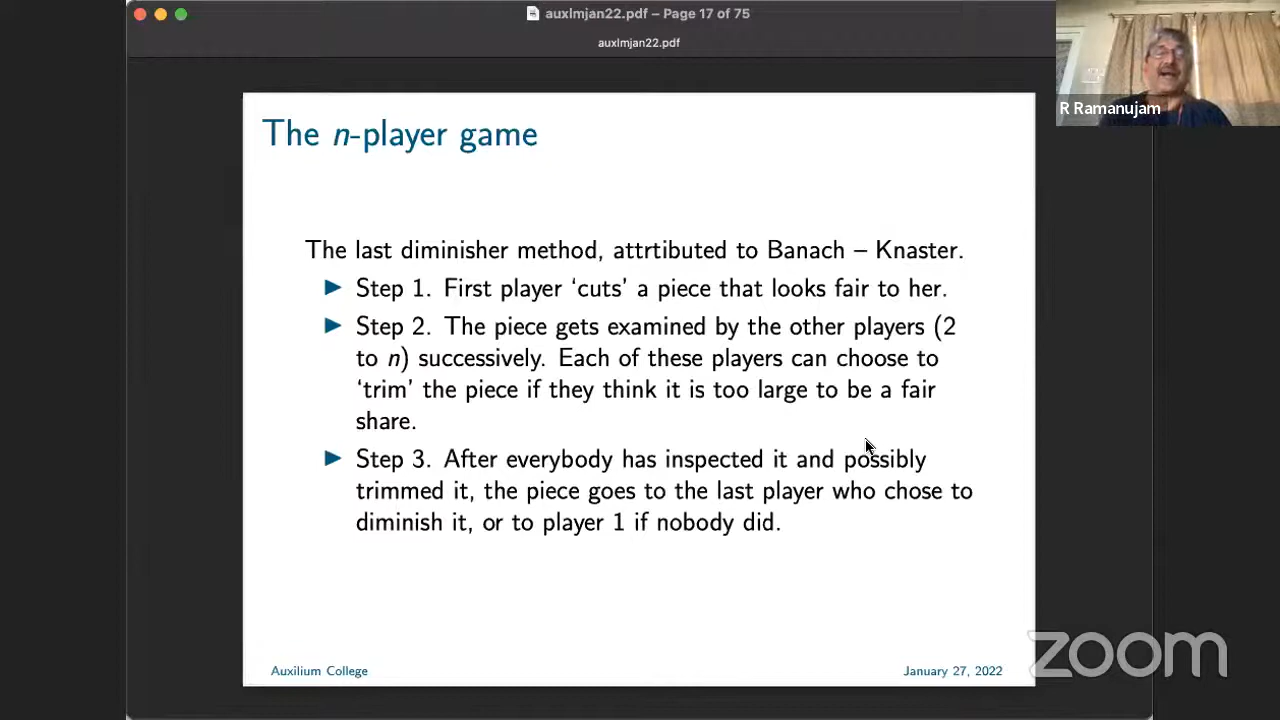 auxlmjan22.pdf – Page 17 of 75
auxlmjan22.pdf
R Ramanujam
The n-player game
The last diminisher method, attrtibuted to Banach – Knaster.
▶ Step 1. First player ‘cuts’ a piece that looks fair to her.
▶ Step 2. The piece gets examined by the other players (2
to n) successively. Each of these players can choose to
‘trim’ the piece if they think it is too large to be a fair
share.
▶ Step 3. After everybody has inspected it and possibly
trimmed it, the piece goes to the last player who chose to
diminish it, or to player 1 if nobody did.
Auxilium College
January 27, 2022
zoom